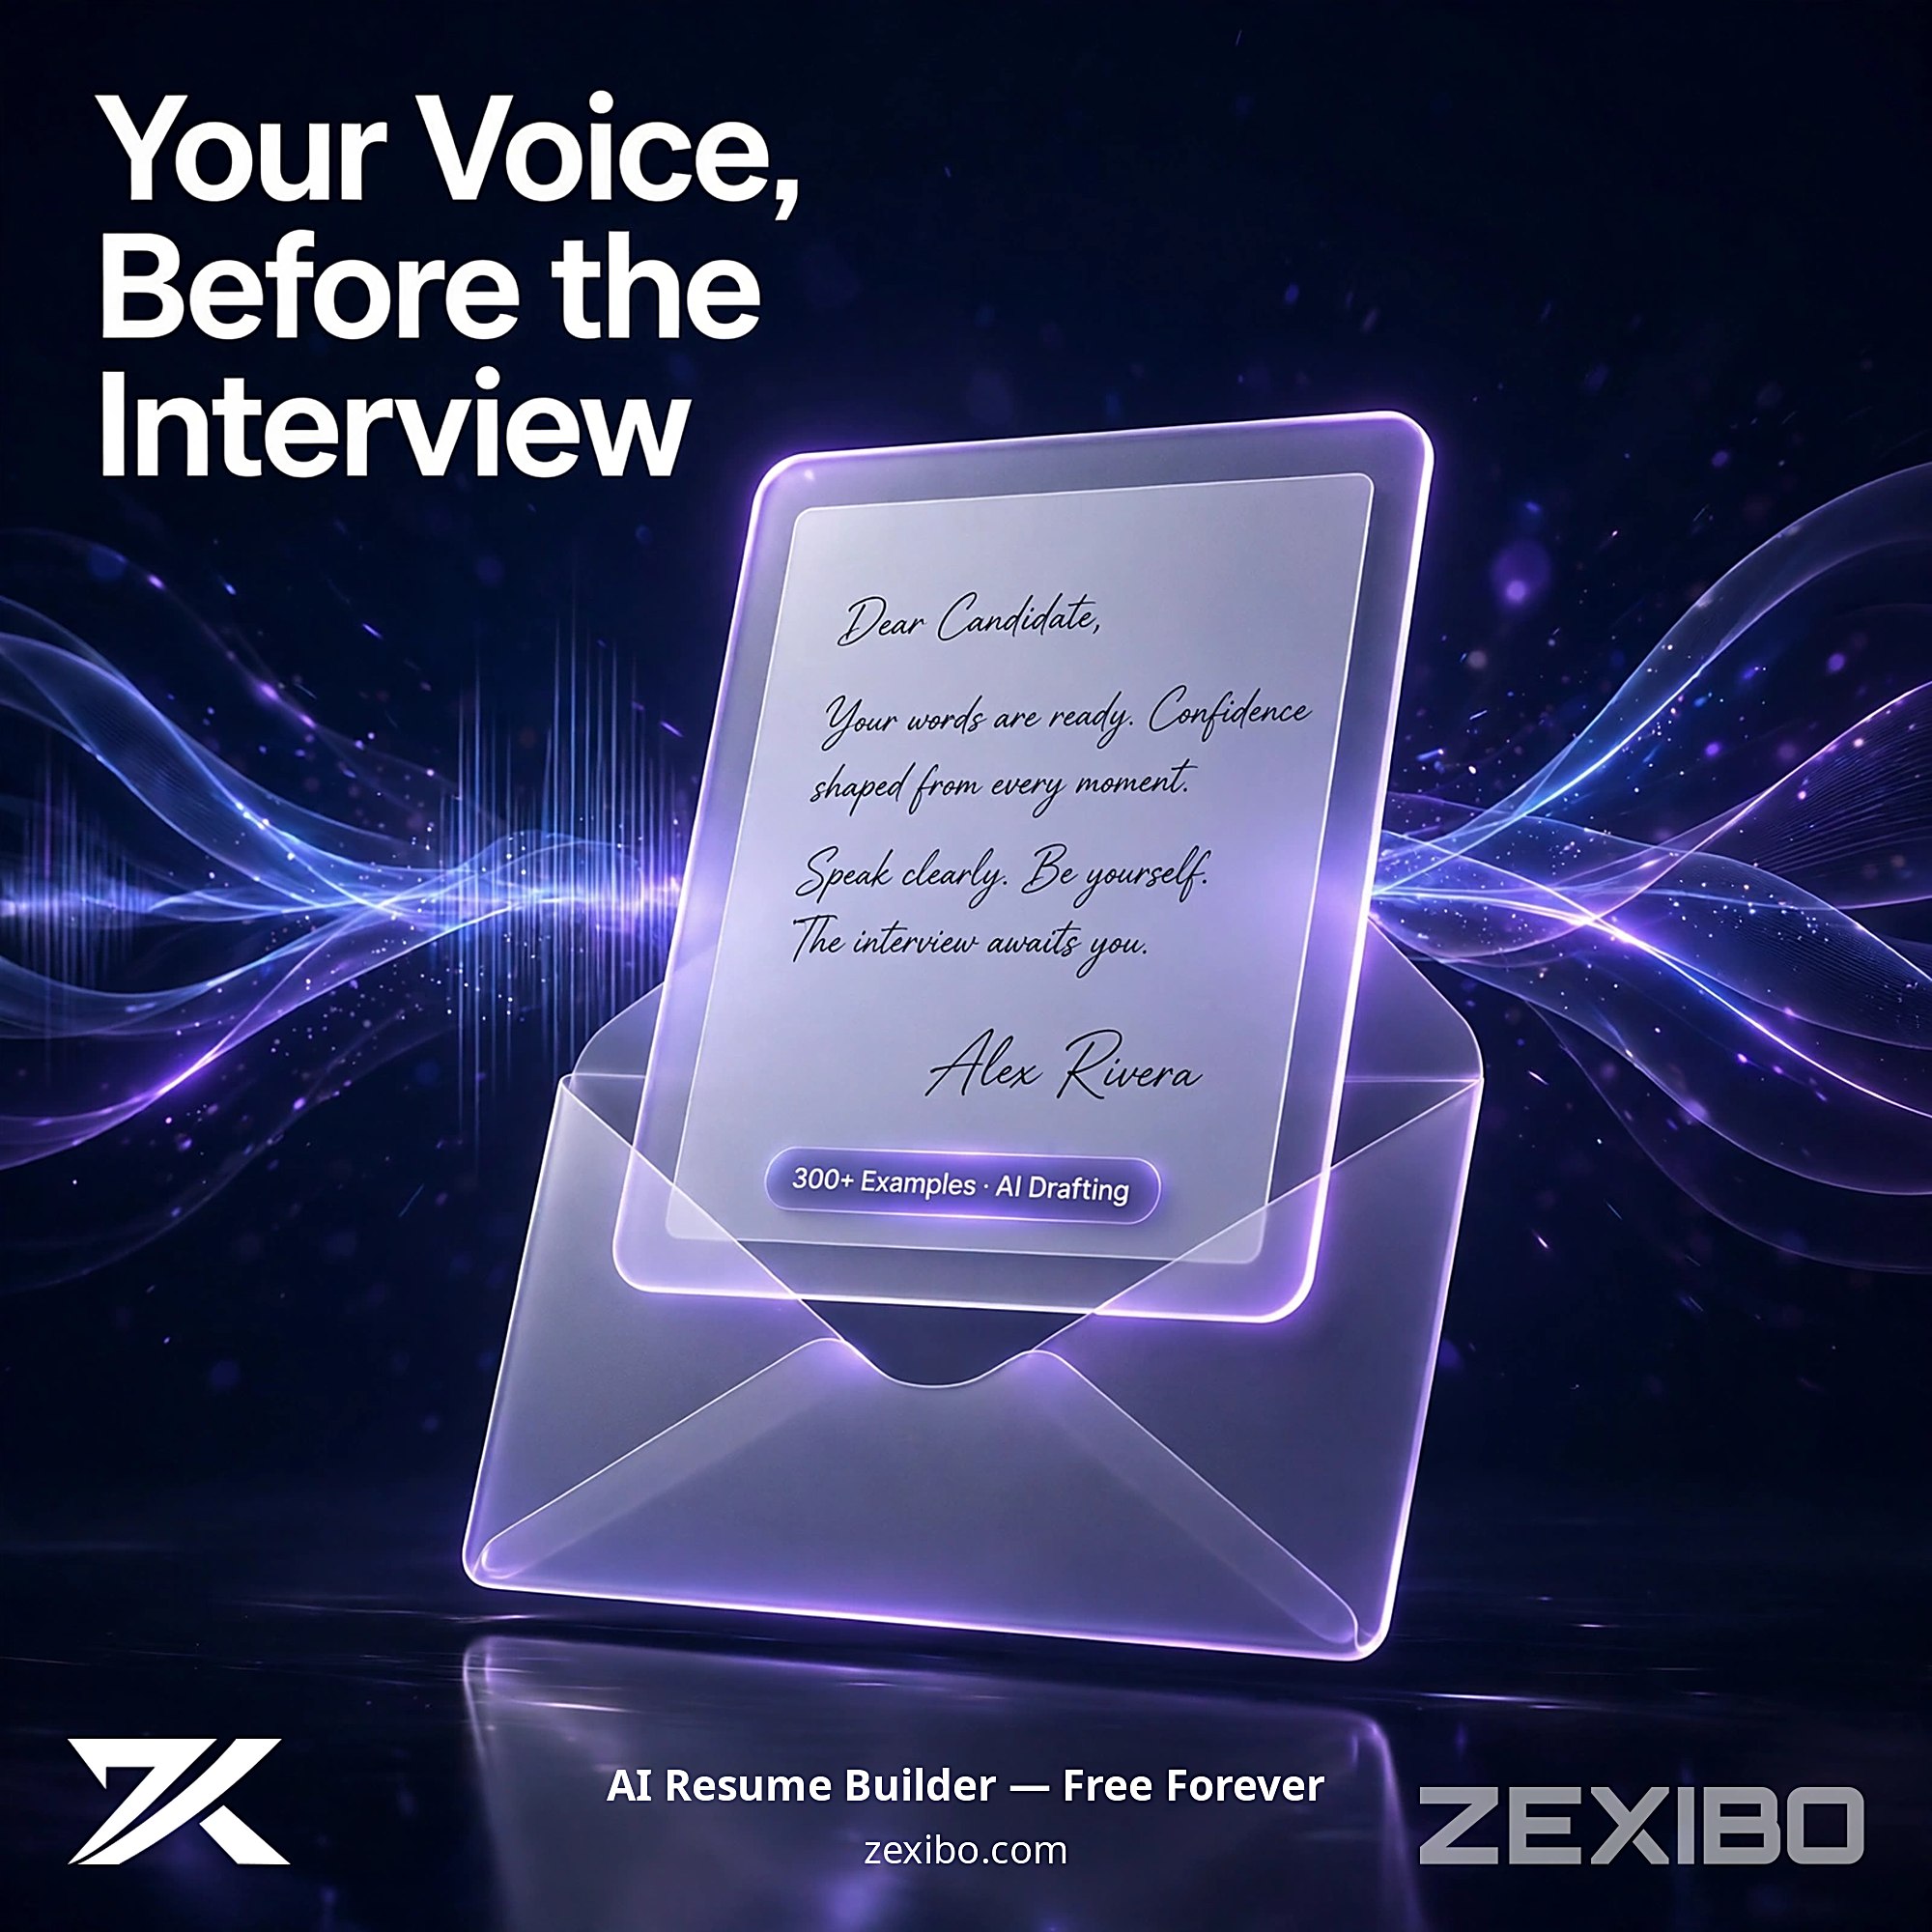 Your Voice,
Before the
Interview
Dear Candidate,
Your words are ready. Confidence
shaped from every moment.
Speak clearly. Be yourself.
The interview awaits you.
Alex Rivera
300+ Examples · AI Drafting
AI Resume Builder — Free Forever
zexibo.com
ZEXIBO